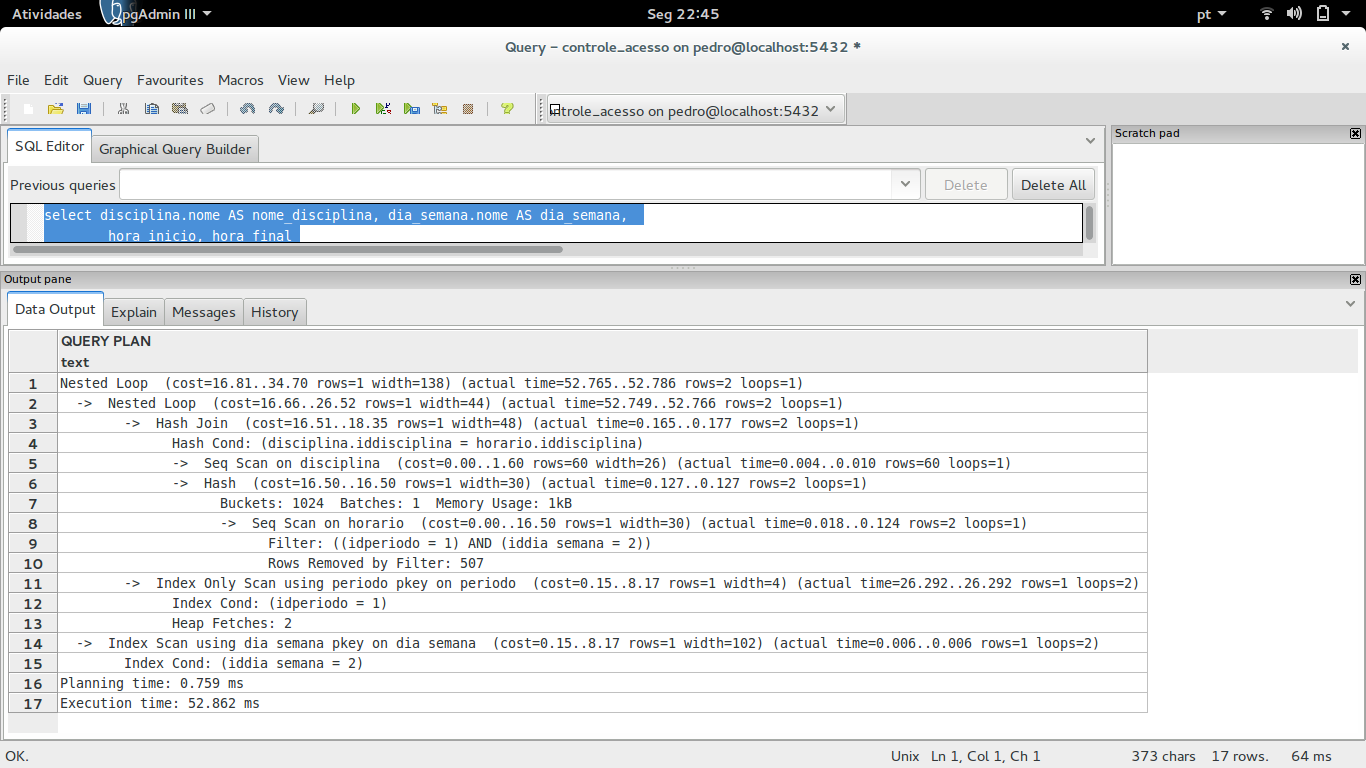 Atividades pgAdmin III Seg 22:45 pt
Query - controle_acesso on pedro@localhost:5432 *
File Edit Query Favourites Macros View Help
ntrole_acesso on pedro@localhost:5432
SQL Editor Graphical Query Builder
Scratch pad
Previous queries Delete Delete All
select disciplina.nome AS nome_disciplina, dia_semana.nome AS dia_semana,
hora_inicio, hora_final
Output pane
Data Output Explain Messages History
QUERY PLAN
text
1 Nested Loop (cost=16.81..34.70 rows=1 width=138) (actual time=52.765..52.786 rows=2 loops=1)
2 -> Nested Loop (cost=16.66..26.52 rows=1 width=44) (actual time=52.749..52.766 rows=2 loops=1)
3 -> Hash Join (cost=16.51..18.35 rows=1 width=48) (actual time=0.165..0.177 rows=2 loops=1)
4 Hash Cond: (disciplina.iddisciplina = horario.iddisciplina)
5 -> Seq Scan on disciplina (cost=0.00..1.60 rows=60 width=26) (actual time=0.004..0.010 rows=60 loops=1)
6 -> Hash (cost=16.50..16.50 rows=1 width=30) (actual time=0.127..0.127 rows=2 loops=1)
7 Buckets: 1024 Batches: 1 Memory Usage: 1kB
8 -> Seq Scan on horario (cost=0.00..16.50 rows=1 width=30) (actual time=0.018..0.124 rows=2 loops=1)
9 Filter: ((idperiodo = 1) AND (iddia semana = 2))
10 Rows Removed by Filter: 507
11 -> Index Only Scan using periodo pkey on periodo (cost=0.15..8.17 rows=1 width=4) (actual time=26.292..26.292 rows=1 loops=2)
12 Index Cond: (idperiodo = 1)
13 Heap Fetches: 2
14 -> Index Scan using dia semana pkey on dia semana (cost=0.15..8.17 rows=1 width=102) (actual time=0.006..0.006 rows=1 loops=2)
15 Index Cond: (iddia semana = 2)
16 Planning time: 0.759 ms
17 Execution time: 52.862 ms
OK. Unix Ln 1, Col 1, Ch 1 373 chars 17 rows. 64 ms